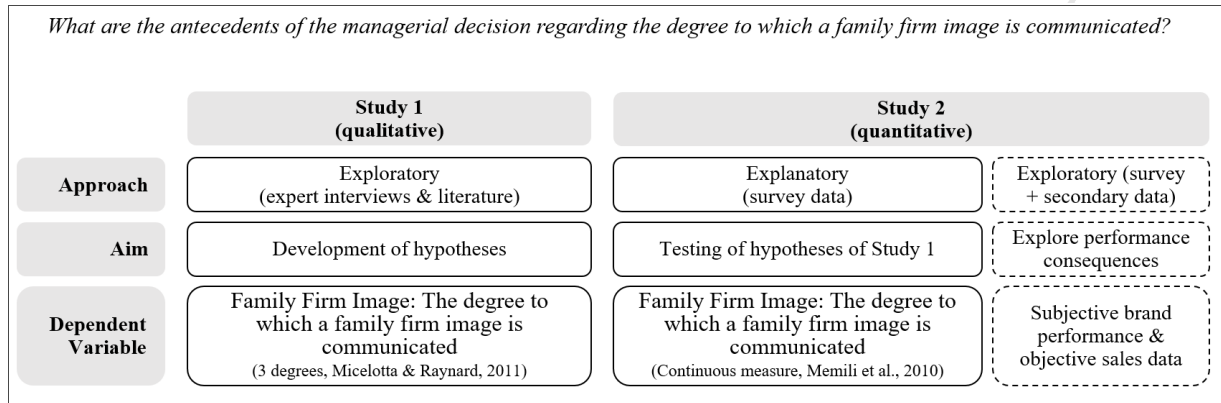 What are the antecedents of the managerial decision regarding the degree to which a family firm image is communicated?
Study 1
(qualitative)
Study 2
(quantitative)
Approach
Exploratory
(expert interviews & literature)
Explanatory
(survey data)
Exploratory (survey
+ secondary data)
Aim
Development of hypotheses
Testing of hypotheses of Study 1
Explore performance
consequences
Dependent
Variable
Family Firm Image: The degree to
which a family firm image is
communicated
(3 degrees, Micelotta & Raynard, 2011)
Family Firm Image: The degree to
which a family firm image is
communicated
(Continuous measure, Memili et al., 2010)
Subjective brand
performance &
objective sales data